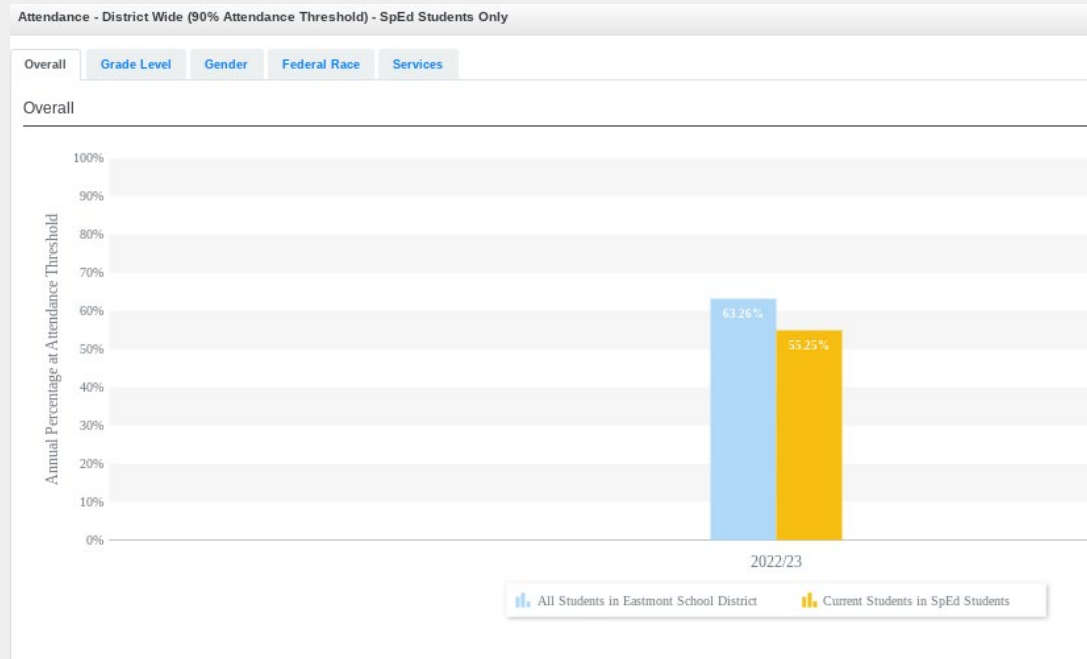 Attendance - District Wide (90% Attendance Threshold) - SpEd Students Only
Overall Grade Level Gender Federal Race Services
Overall
Annual Percentage at Attendance Threshold
100%
90%
80%
70%
60%
50%
40%
30%
20%
10%
0%
63.26%
55.25%
2022/23
All Students in Eastmont School District Current Students in SpEd Students